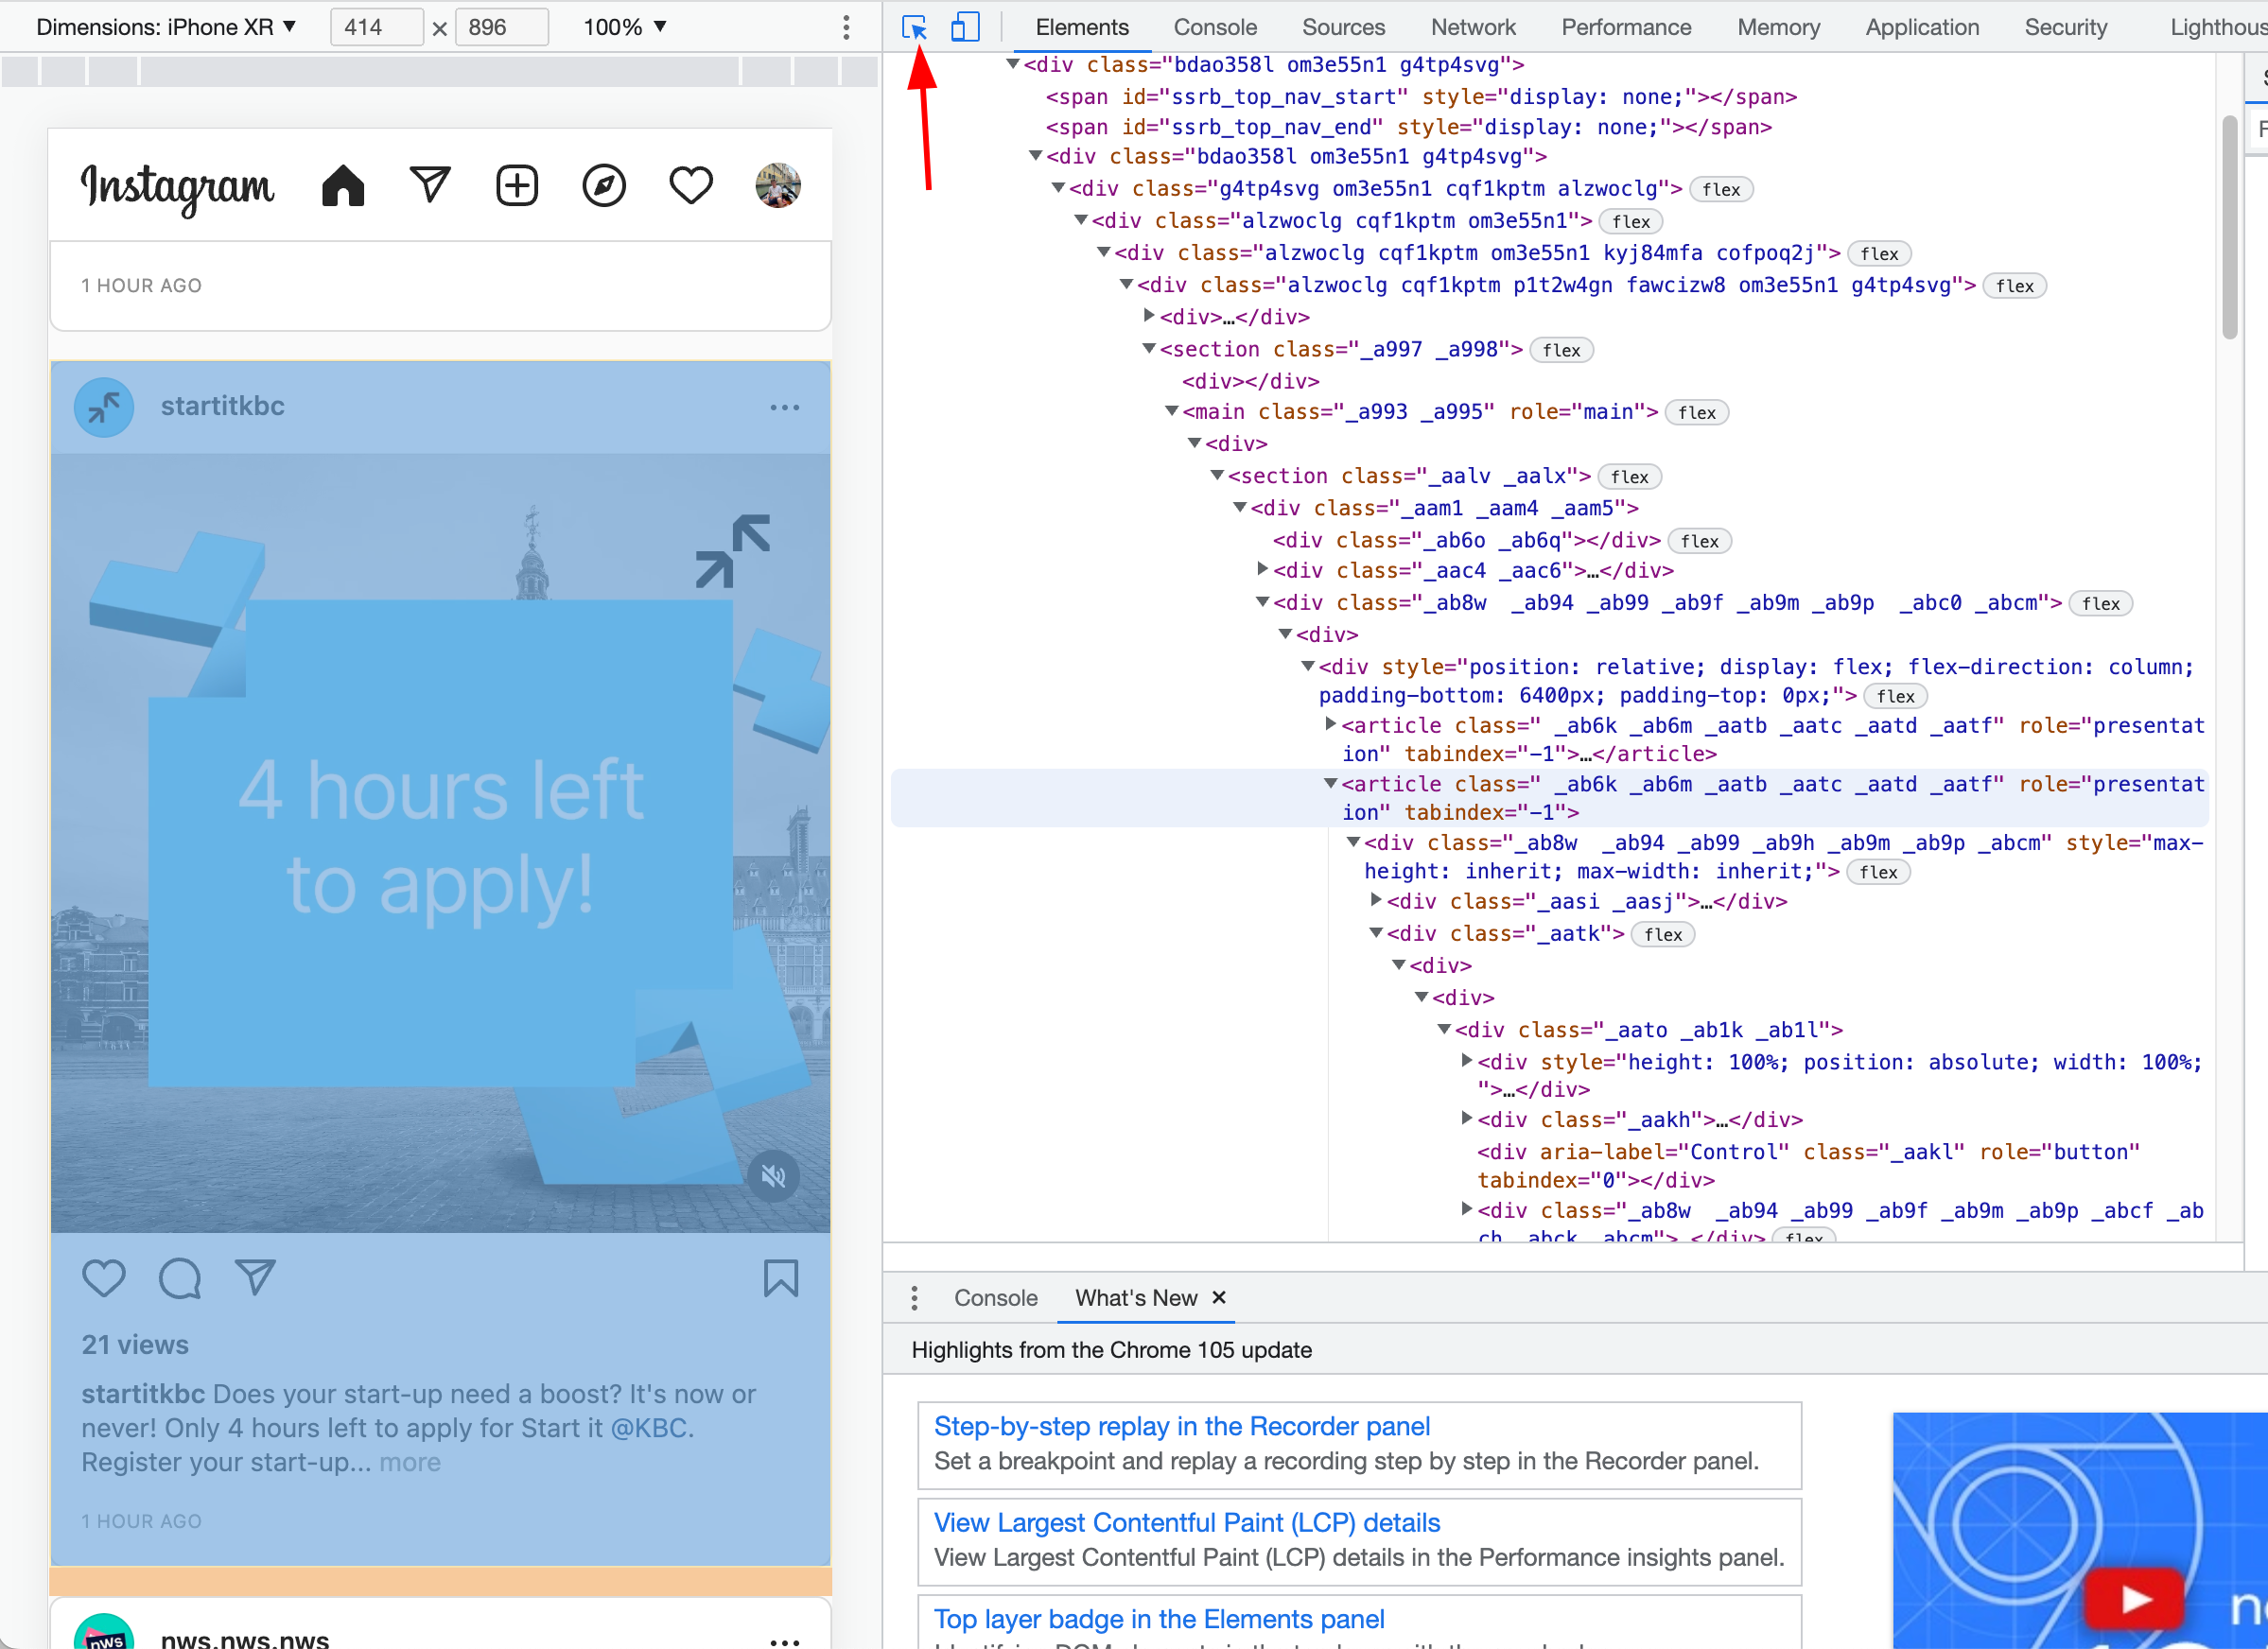 Dimensions: iPhone XR ▼ 414 × 896 100% ▼
Elements Console Sources Network Performance Memory Application Security
Instagram
1 HOUR AGO
startitkbc
4 hours left
to apply!
21 views
startitkbc Does your start-up need a boost? It's now or
never! Only 4 hours left to apply for Start it @KBC.
Register your start-up... more
1 HOUR AGO
nws.nws.nws
nws
<div class="bdao358l om3e55n1 g4tp4svg">
<span id="ssrb_top_nav_start" style="display: none;"></span>
<span id="ssrb_top_nav_end" style="display: none;"></span>
<div class="bdao358l om3e55n1 g4tp4svg">
<div class="g4tp4svg om3e55n1 cqf1kptm alzwoclg"> flex
<div class="alzwoclg cqf1kptm om3e55n1"> flex
<div class="alzwoclg cqf1kptm om3e55n1 kyj84mfa cofpoq2j"> flex
<div class="alzwoclg cqf1kptm p1t2w4gn fawcizw8 om3e55n1 g4tp4svg"> flex
<div>…</div>
<section class="_a997 _a998"> flex
<div></div>
<main class="_a993 _a995" role="main"> flex
<div>
<section class="_aalv _aalx"> flex
<div class="_aam1 _aam4 _aam5">
<div class="_ab6o _ab6q"></div> flex
<div class="_aac4 _aac6">…</div>
<div class="_ab8w  _ab94 _ab99 _ab9f _ab9m _ab9p  _abc0 _abcm"> flex
<div>
<div style="position: relative; display: flex; flex-direction: column;
padding-bottom: 6400px; padding-top: 0px;"> flex
<article class=" _ab6k _ab6m _aatb _aatc _aatd _aatf" role="presentat
ion" tabindex="-1">…</article>
<article class=" _ab6k _ab6m _aatb _aatc _aatd _aatf" role="presentat
ion" tabindex="-1">
<div class="_ab8w  _ab94 _ab99 _ab9h _ab9m _ab9p _abcm" style="max-
height: inherit; max-width: inherit;"> flex
<div class="_aasi _aasj">…</div>
<div class="_aatk"> flex
<div>
<div>
<div class="_aato _ab1k _ab1l">
<div style="height: 100%; position: absolute; width: 100%;
">…</div>
<div class="_aakh">…</div>
<div aria-label="Control" class="_aakl" role="button"
tabindex="0"></div>
<div class="_ab8w  _ab94 _ab99 _ab9f _ab9m _ab9p _abcf _ab
ch _abck _abcm"> </div> flex
Console What's New ×
Highlights from the Chrome 105 update
Step-by-step replay in the Recorder panel
Set a breakpoint and replay a recording step by step in the Recorder panel.
View Largest Contentful Paint (LCP) details
View Largest Contentful Paint (LCP) details in the Performance insights panel.
Top layer badge in the Elements panel